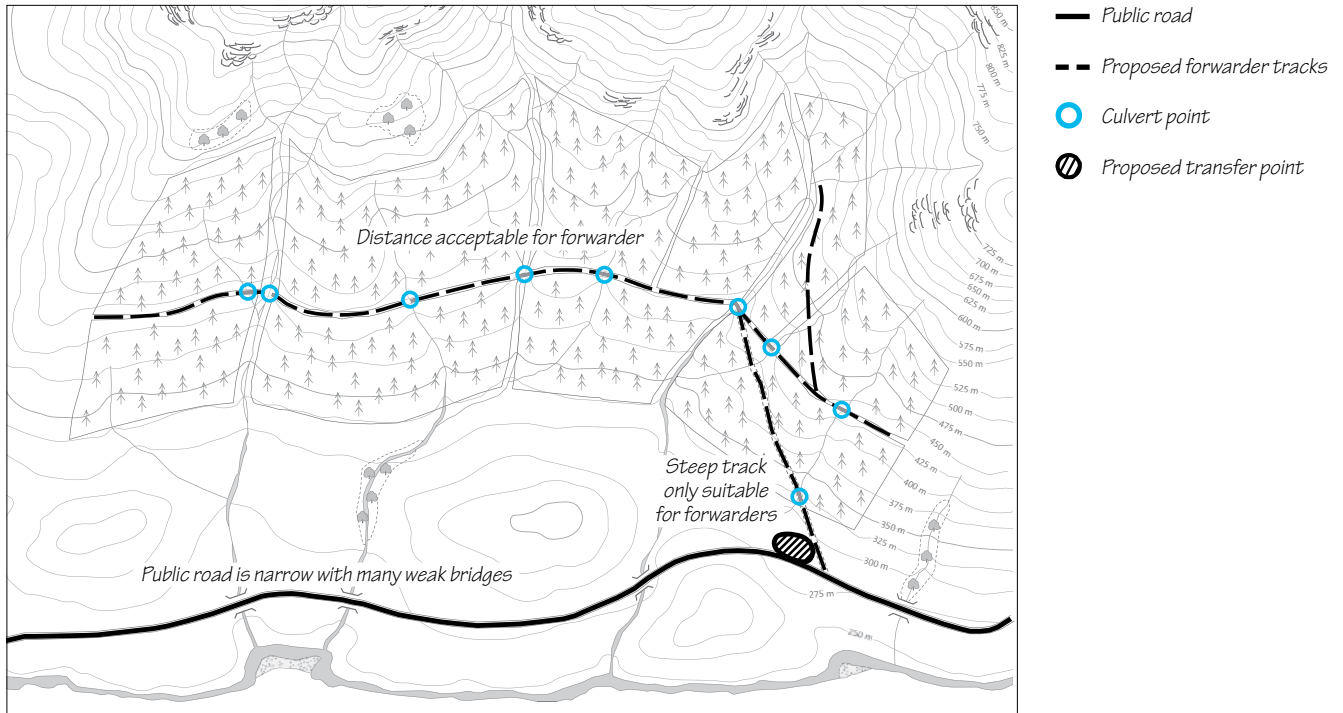 Public road
Proposed forwarder tracks
Culvert point
Proposed transfer point
850 m
825 m
800 m
775 m
750 m
Distance acceptable for forwarder
725 m
700 m
675 m
650 m
625 m
600 m
575 m
550 m
525 m
500 m
475 m
450 m
425 m
400 m
375 m
350 m
325 m
300 m
275 m
250 m
Steep track
only suitable
for forwarders
Public road is narrow with many weak bridges